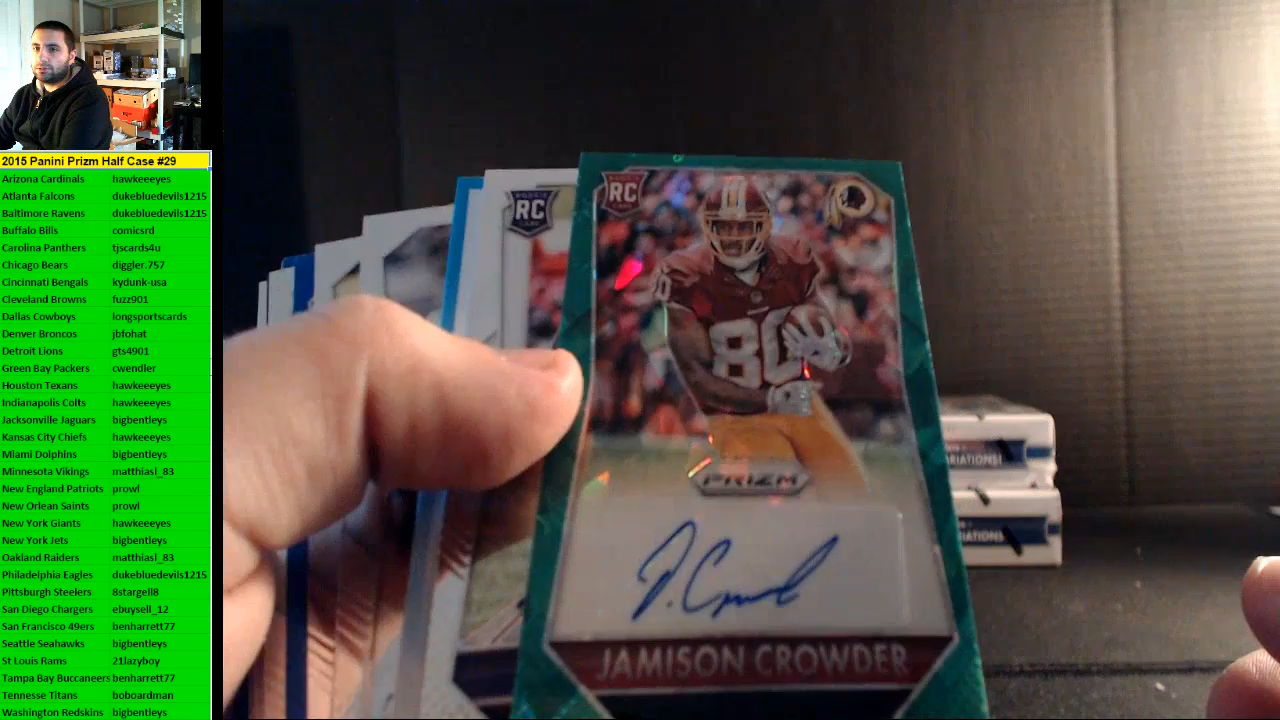 2015 Panini Prizm Half Case #29
Arizona Cardinals hawkeeeyes
Atlanta Falcons dukebluedevils1215
Baltimore Ravens dukebluedevils1215
Buffalo Bills comicsrd
Carolina Panthers tjscards4u
Chicago Bears diggler.757
Cincinnati Bengals kydunk-usa
Cleveland Browns fuzz901
Dallas Cowboys longsportscards
Denver Broncos jbfohat
Detroit Lions gts4901
Green Bay Packers cwendler
Houston Texans hawkeeeyes
Indianapolis Colts hawkeeeyes
Jacksonville Jaguars bigbentleys
Kansas City Chiefs hawkeeeyes
Miami Dolphins bigbentleys
Minnesota Vikings matthiasl_83
New England Patriots prowl
New Orlean Saints prowl
New York Giants hawkeeeyes
New York Jets bigbentleys
Oakland Raiders matthiasl_83
Philadelphia Eagles dukebluedevils1215
Pittsburgh Steelers 8stargell8
San Diego Chargers ebuysell_12
San Francisco 49ers benharrett77
Seattle Seahawks bigbentleys
St Louis Rams 21lazyboy
Tampa Bay Buccaneers benharrett77
Tennesse Titans boboardman
Washington Redskins bigbentleys
RC
RC
80
80
PRIZM
J. Crowder
JAMISON CROWDER
RIATIONS!
RIATIONS!